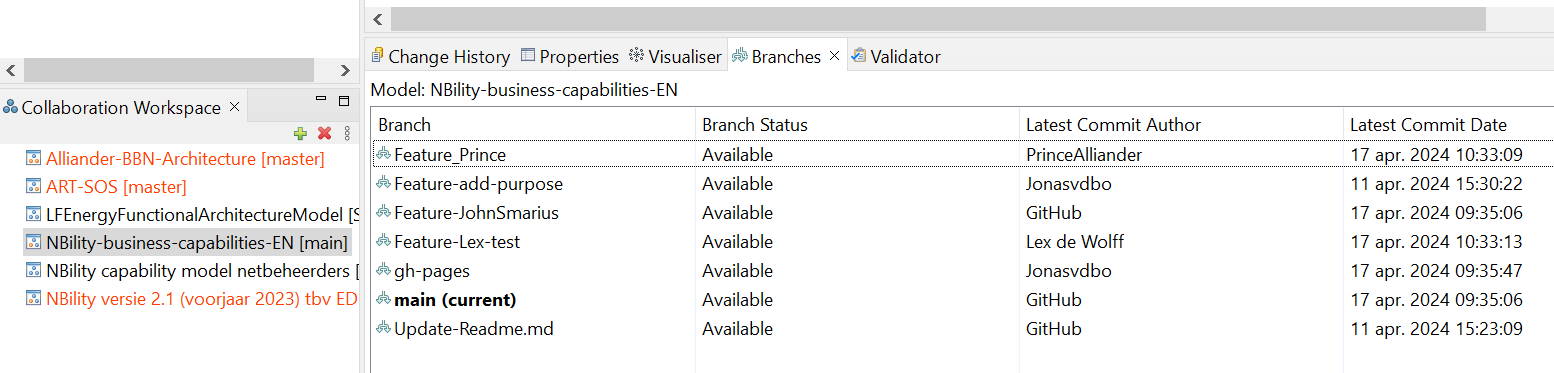 Collaboration Workspace
Alliander-BBN-Architecture [master]
ART-SOS [master]
LFEnergyFunctionalArchitectureModel [S
NBility-business-capabilities-EN [main]
NBility capability model netbeheerders [
NBility versie 2.1 (voorjaar 2023) tbv ED
Change History Properties Visualiser Branches Validator
Model: NBility-business-capabilities-EN
Branch Branch Status Latest Commit Author Latest Commit Date
Feature_Prince Available PrinceAlliander 17 apr. 2024 10:33:09
Feature-add-purpose Available Jonasvdbo 11 apr. 2024 15:30:22
Feature-JohnSmarius Available GitHub 17 apr. 2024 09:35:06
Feature-Lex-test Available Lex de Wolff 17 apr. 2024 10:33:13
gh-pages Available Jonasvdbo 17 apr. 2024 09:35:47
main (current) Available GitHub 17 apr. 2024 09:35:06
Update-Readme.md Available GitHub 11 apr. 2024 15:23:09